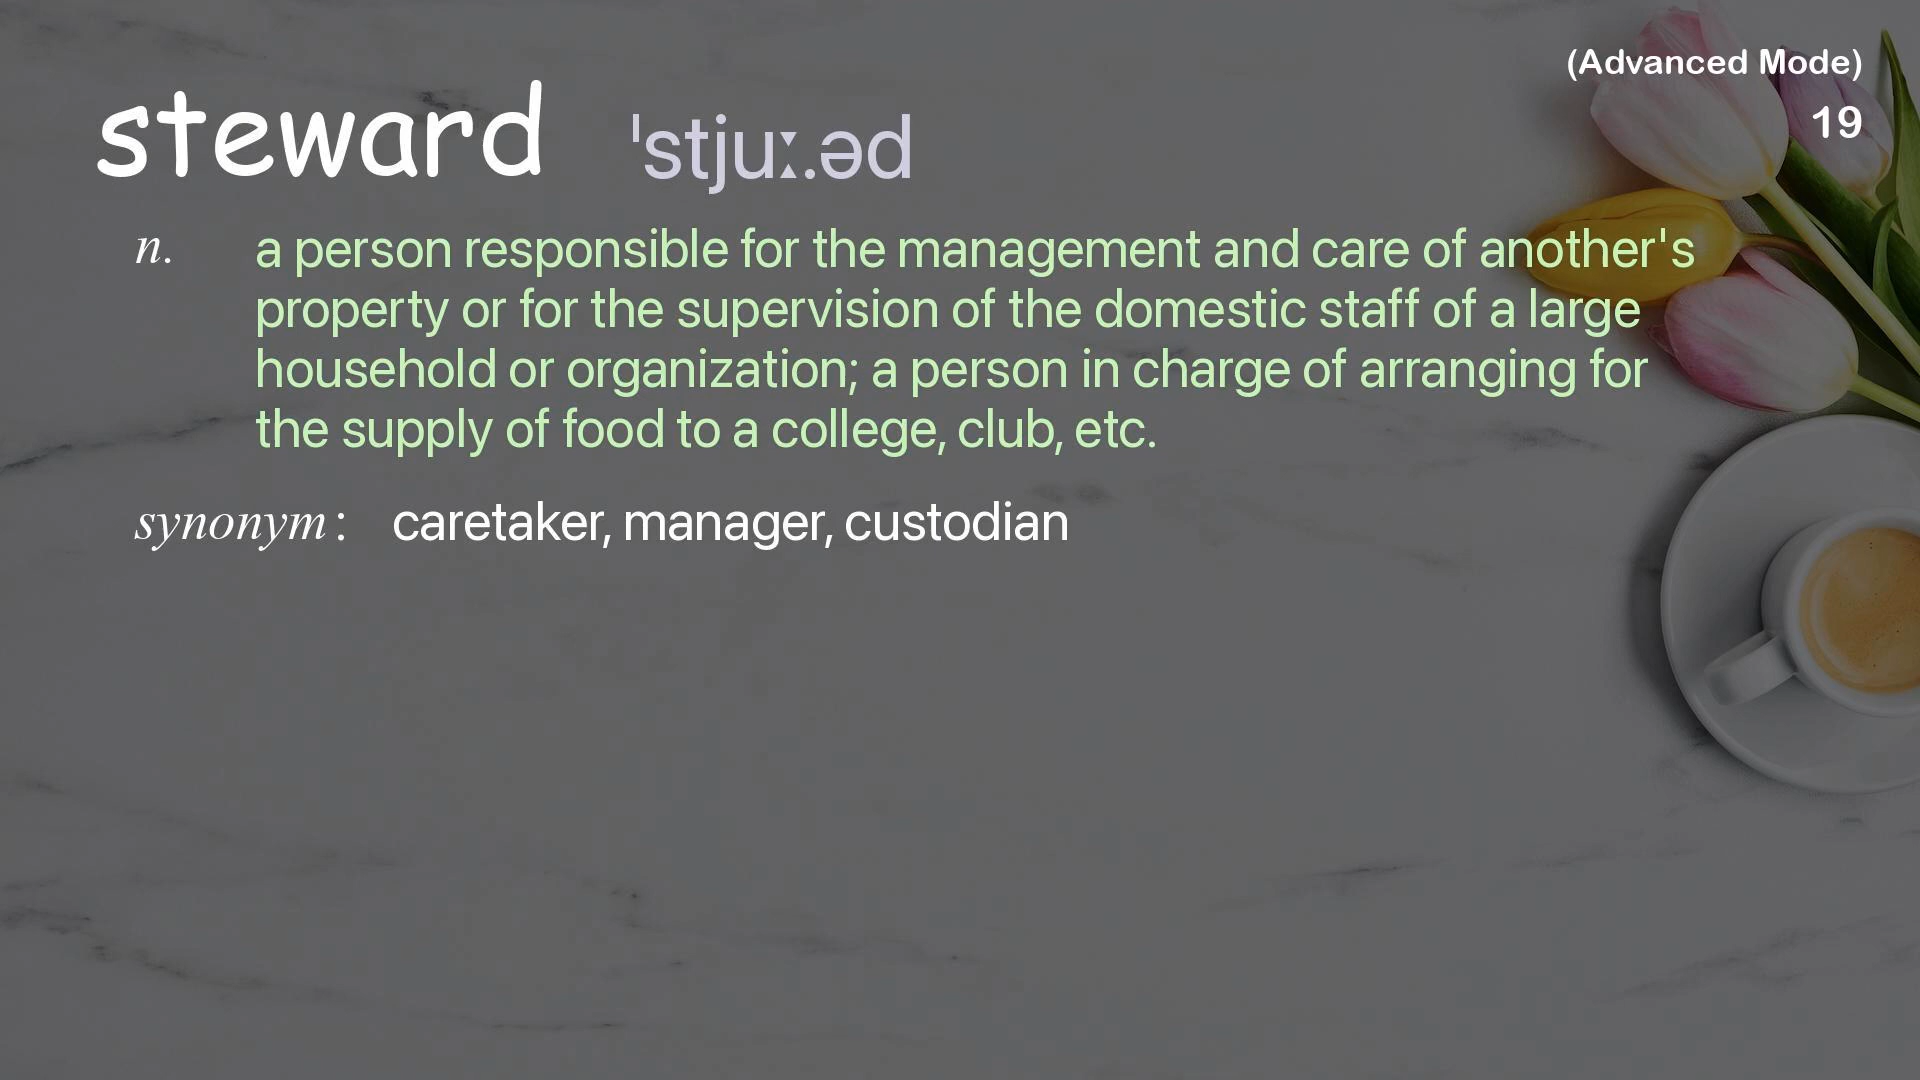 (Advanced Mode)
steward ˈstjuː.əd
19
n. a person responsible for the management and care of another's
property or for the supervision of the domestic staff of a large
household or organization; a person in charge of arranging for
the supply of food to a college, club, etc.
synonym : caretaker, manager, custodian